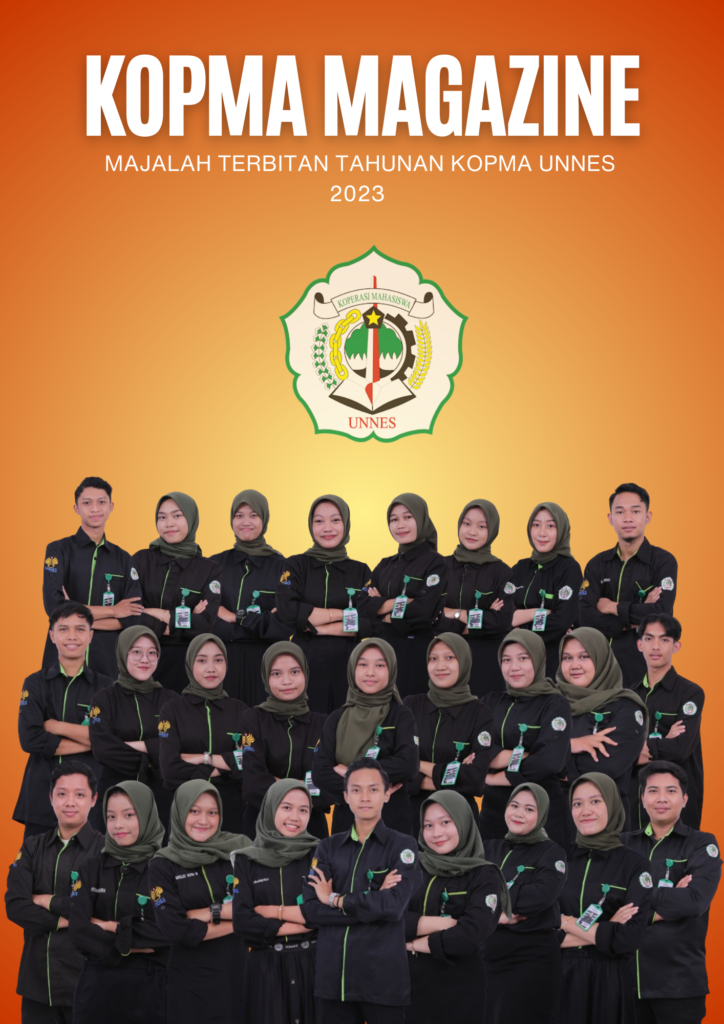 KOPMA MAGAZINE
MAJALAH TERBITAN TAHUNAN KOPMA UNNES
2023
KOPERASI MAHASISWA
UNNES